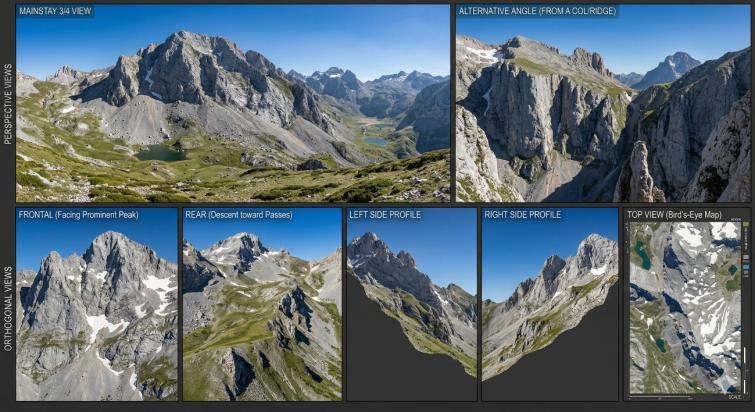 PERSPECTIVE VIEWS
MAINSTAY 3/4 VIEW
ALTERNATIVE ANGLE (FROM A COL/RIDGE)
ORTHOGONAL VIEWS
FRONTAL (Facing Prominent Peak)
REAR (Descent toward Passes)
LEFT SIDE PROFILE
RIGHT SIDE PROFILE
TOP VIEW (Bird's-Eye Map)
SCALE